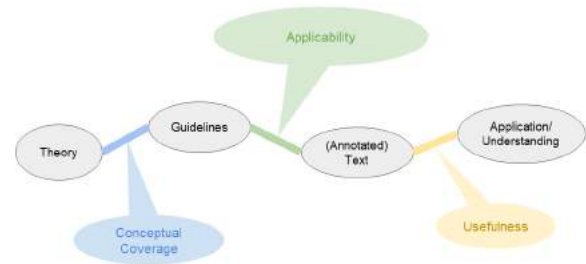 Applicability
Guidelines
Application/
Understanding
Theory
(Annotated)
Text
Conceptual
Coverage
Usefulness